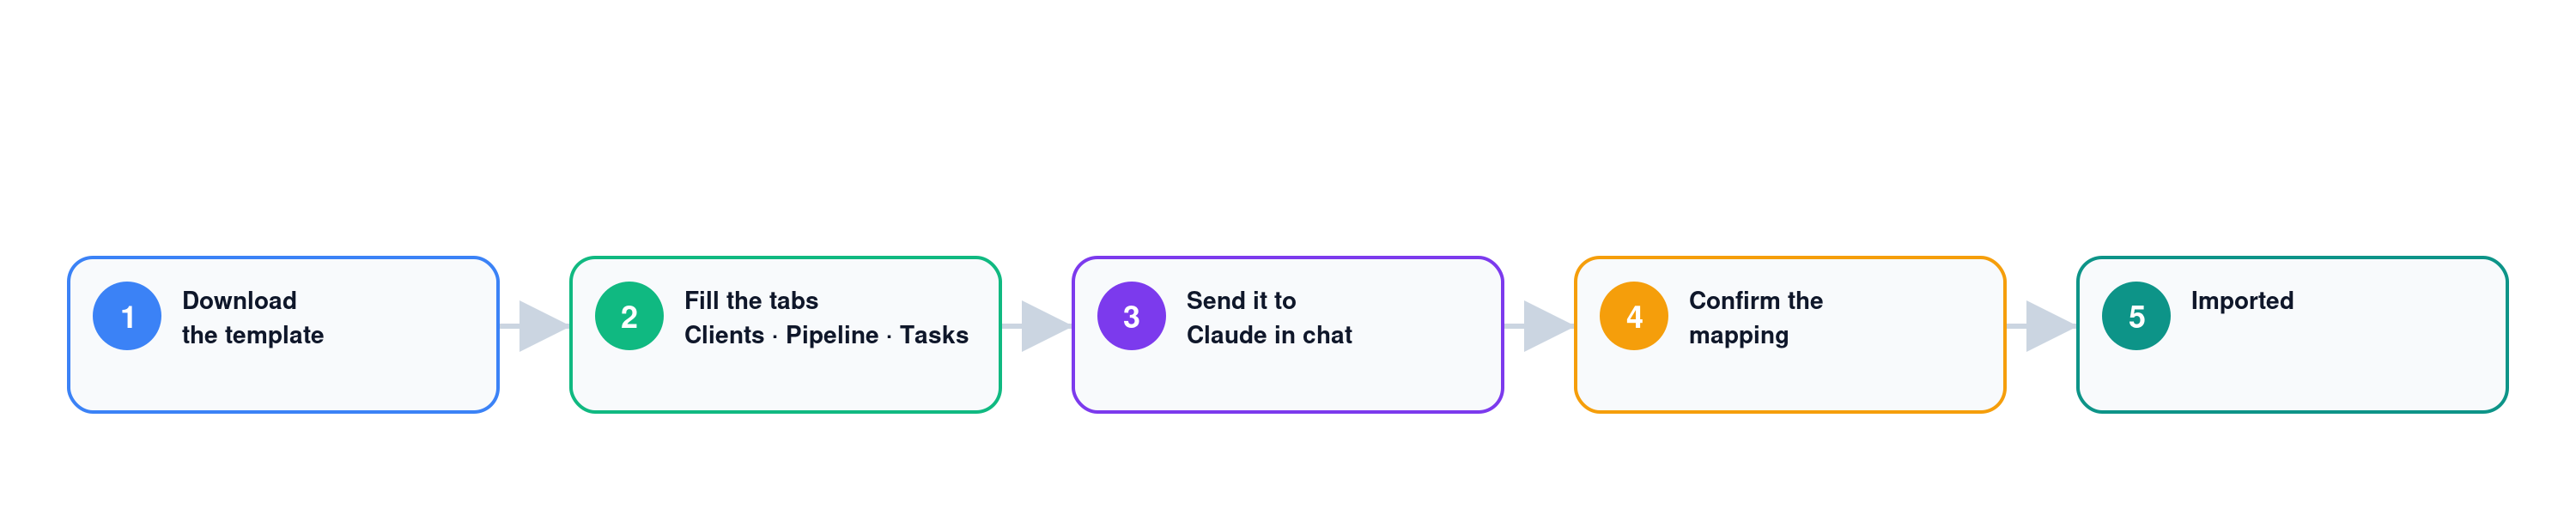 1
Download
the template
2
Fill the tabs
Clients · Pipeline · Tasks
3
Send it to
Claude in chat
4
Confirm the
mapping
5
Imported